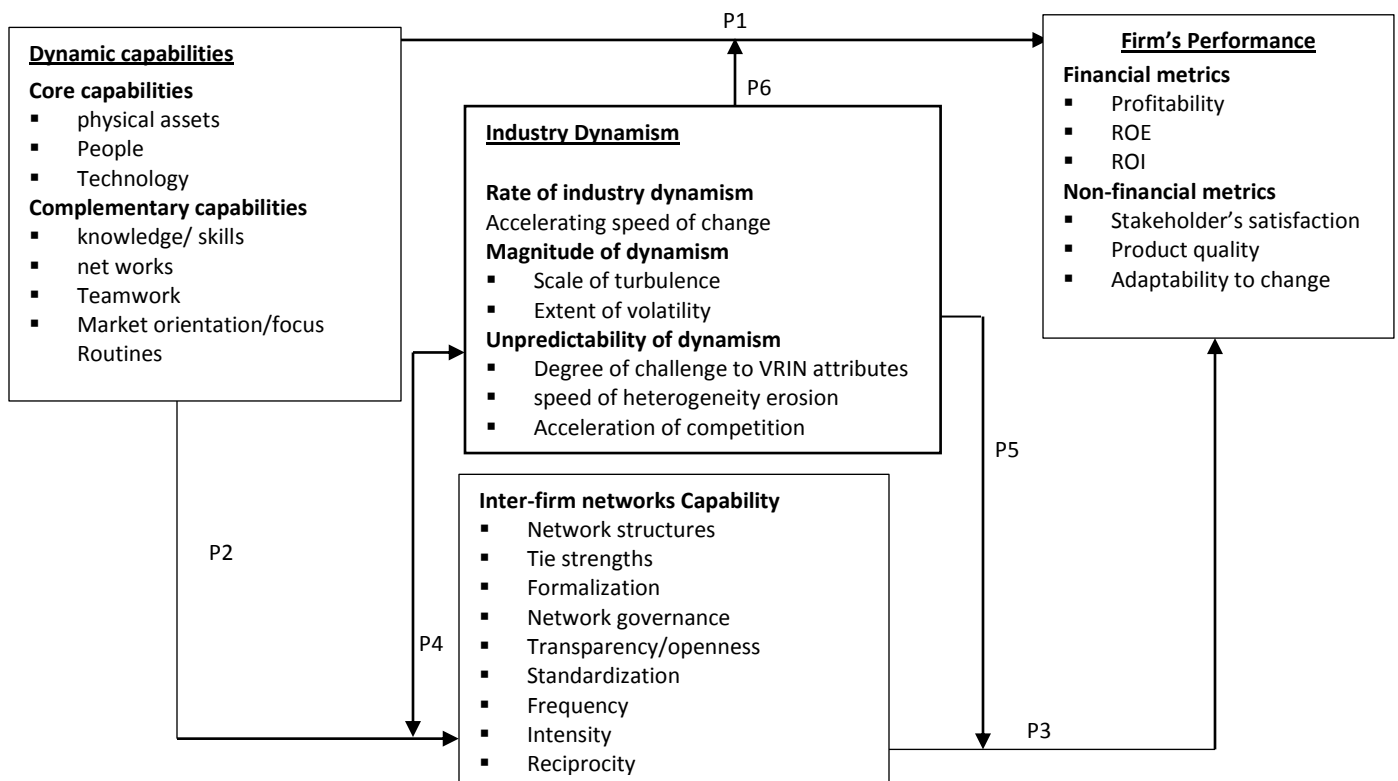 P1
Dynamic capabilities
Core capabilities
▪ physical assets
▪ People
▪ Technology
Complementary capabilities
▪ knowledge/ skills
▪ net works
▪ Teamwork
▪ Market orientation/focus
Routines
P6
Industry Dynamism
Rate of industry dynamism
Accelerating speed of change
Magnitude of dynamism
▪ Scale of turbulence
▪ Extent of volatility
Unpredictability of dynamism
▪ Degree of challenge to VRIN attributes
▪ speed of heterogeneity erosion
▪ Acceleration of competition
Firm's Performance
Financial metrics
▪ Profitability
▪ ROE
▪ ROI
Non-financial metrics
▪ Stakeholder's satisfaction
▪ Product quality
▪ Adaptability to change
P5
P2
P4
Inter-firm networks Capability
▪ Network structures
▪ Tie strengths
▪ Formalization
▪ Network governance
▪ Transparency/openness
▪ Standardization
▪ Frequency
▪ Intensity
▪ Reciprocity
P3